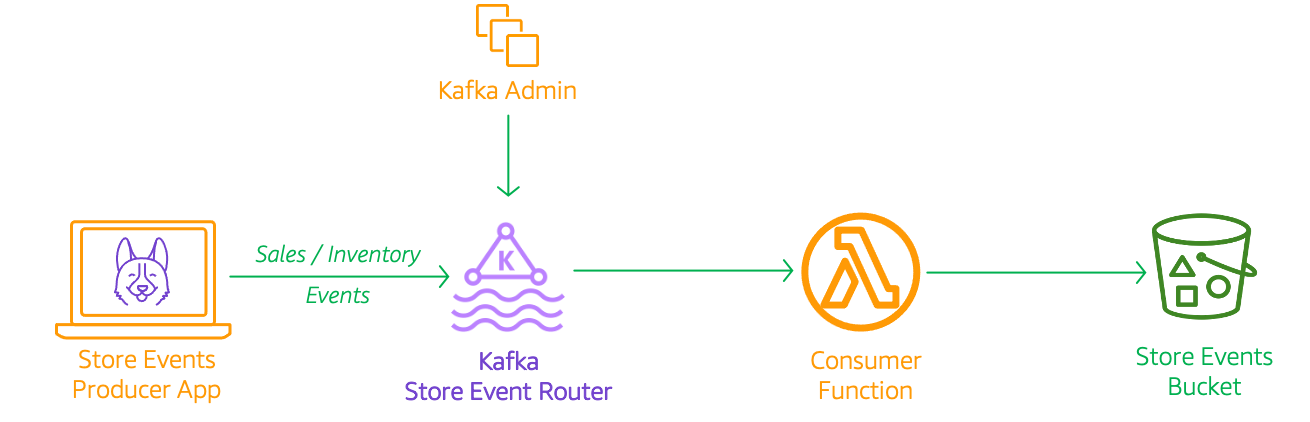 Kafka Admin
Sales / Inventory
Events
K
Store Events
Producer App
Kafka
Store Event Router
Consumer
Function
Store Events
Bucket